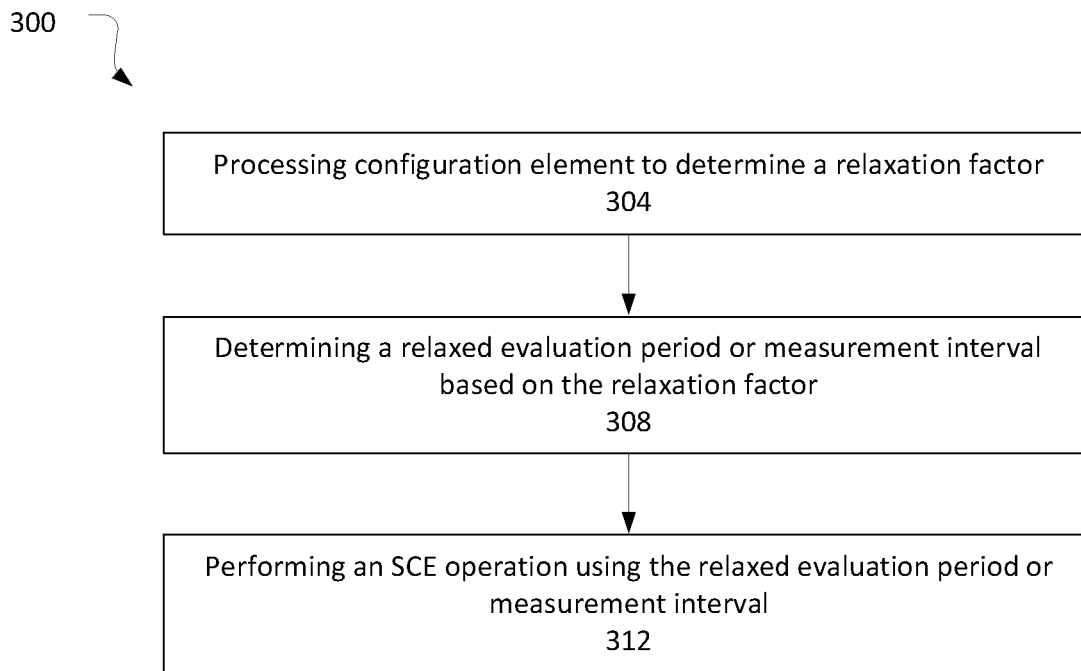 300
Processing configuration element to determine a relaxation factor
304
Determining a relaxed evaluation period or measurement interval
based on the relaxation factor
308
Performing an SCE operation using the relaxed evaluation period or
measurement interval
312